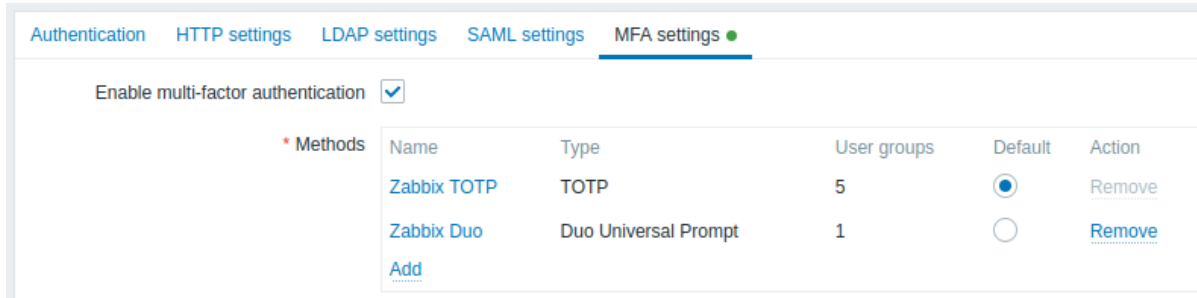 Authentication HTTP settings LDAP settings SAML settings MFA settings
Enable multi-factor authentication
* Methods Name Type User groups Default Action
Zabbix TOTP TOTP 5 Remove
Zabbix Duo Duo Universal Prompt 1 Remove
Add